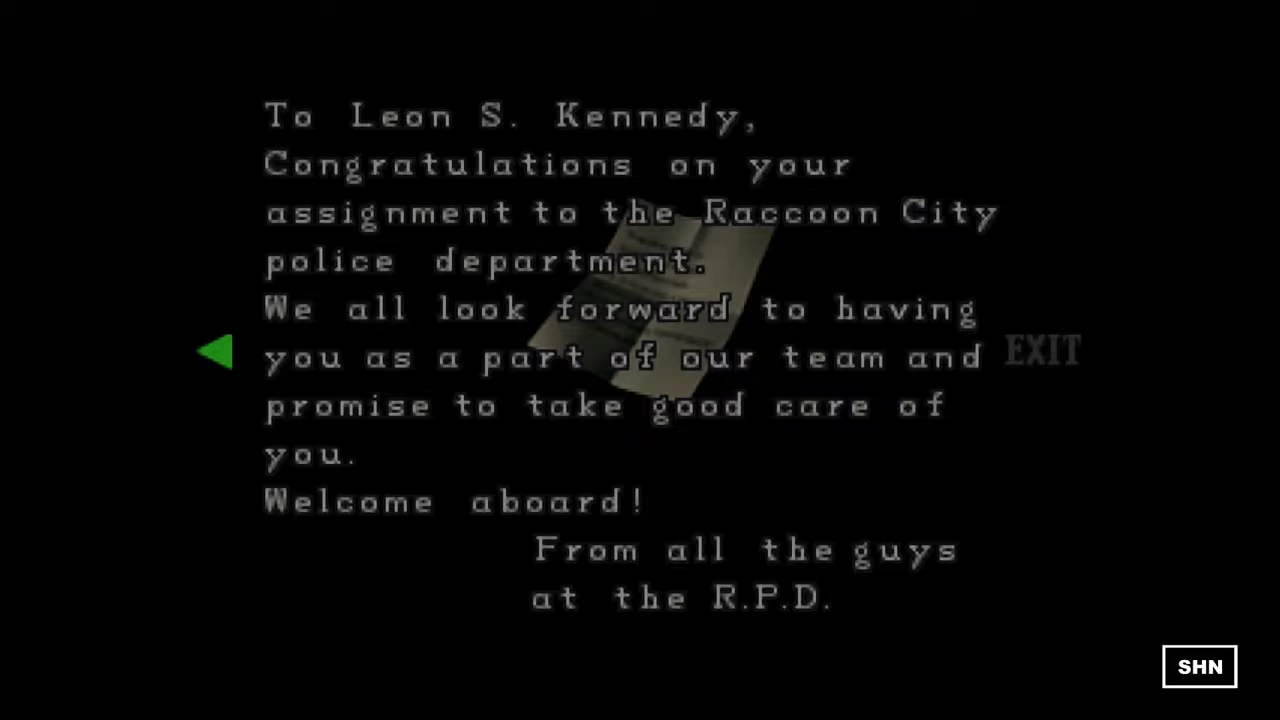 To Leon S. Kennedy,
Congratulations on your
assignment to the Raccoon City
police department.
We all look forward to having
you as a part of our team and
EXIT
promise to take good care of
you.
Welcome aboard!
From all the guys
at the R.P.D.
SHN